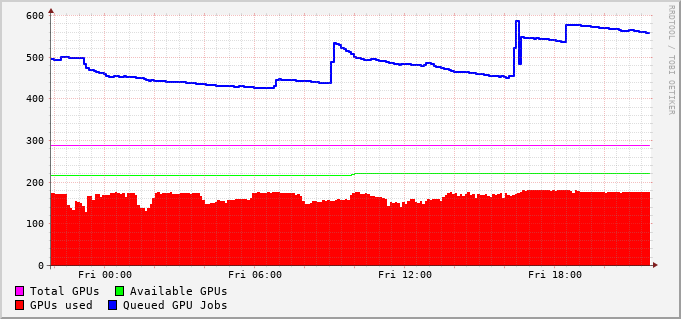 600
500
400
300
200
100
0
Fri 00:00 Fri 06:00 Fri 12:00 Fri 18:00
Total GPUs Available GPUs
GPUs used Queued GPU Jobs
RRDTOOL / TOBI OETIKER